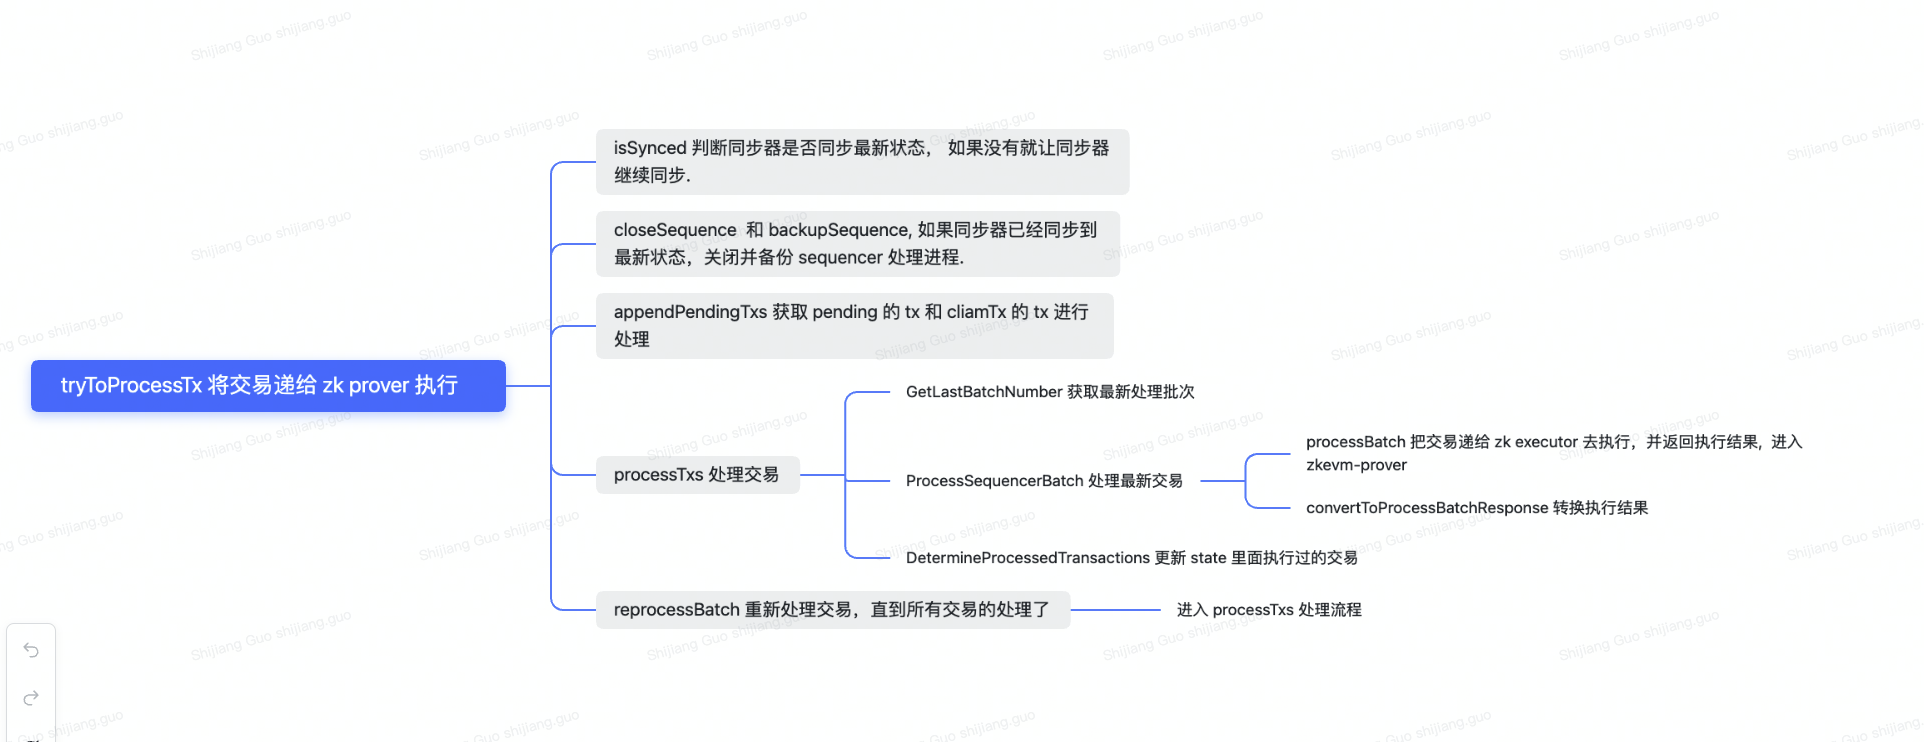 isSynced 判断同步器是否同步最新状态， 如果没有就让同步器
继续同步.
closeSequence 和 backupSequence, 如果同步器已经同步到
最新状态，关闭并备份 sequencer 处理进程.
appendPendingTxs 获取 pending 的 tx 和 cliamTx 的 tx 进行
处理
tryToProcessTx 将交易递给 zk prover 执行
GetLastBatchNumber 获取最新处理批次
processTxs 处理交易
ProcessSequencerBatch 处理最新交易
processBatch 把交易递给 zk executor 去执行，并返回执行结果，进入
zkevm-prover
convertToProcessBatchResponse 转换执行结果
DetermineProcessedTransactions 更新 state 里面执行过的交易
reprocessBatch 重新处理交易，直到所有交易的处理了
进入 processTxs 处理流程
Shijiang Guo shijiang.guo